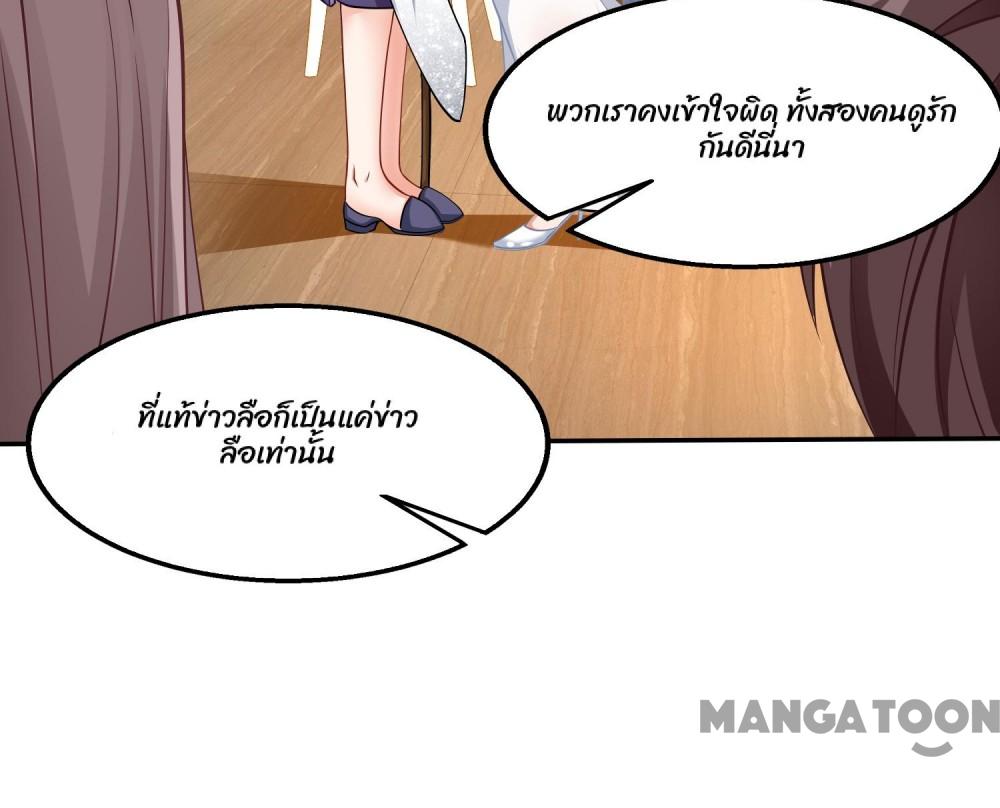 พวกเราคงเข้าใจผิด ทั้งสองคนดูรัก
กันดีนี่นา
ที่แท้ข่าวลือก็เป็นแค่ข่าว
ลือเท่านั้น
MANGATOON